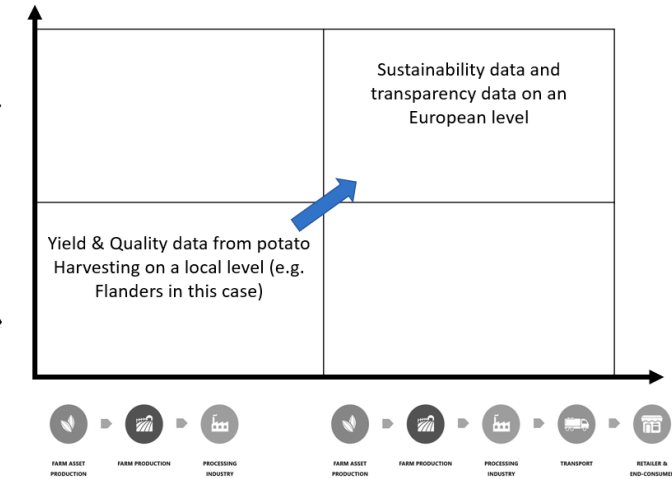 Sustainability data and
transparency data on an
European level
Yield & Quality data from potato
Harvesting on a local level (e.g.
Flanders in this case)
FARM ASSET
PRODUCTION
FARM PRODUCTION
PROCESSING
INDUSTRY
FARM ASSET
PRODUCTION
FARM PRODUCTION
PROCESSING
INDUSTRY
TRANSPORT
RETAILER &
END-CONSUMER